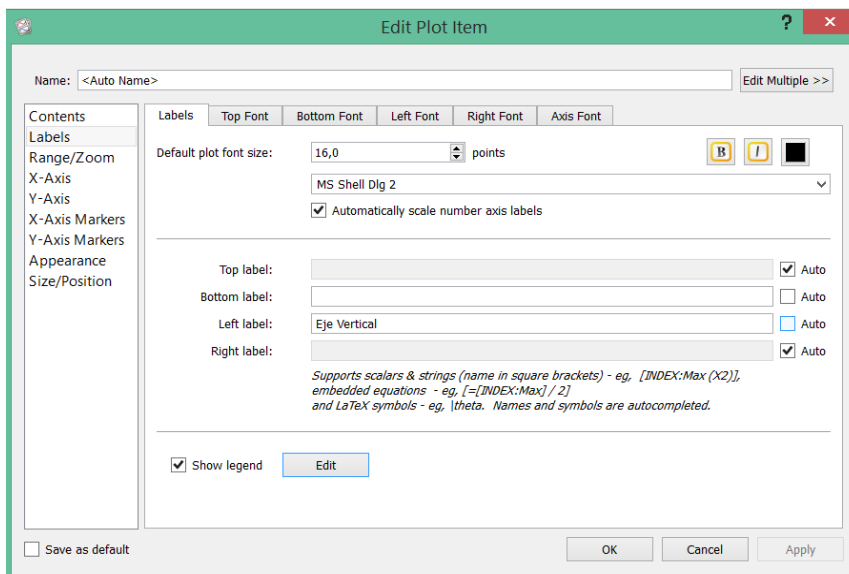 Edit Plot Item
?
Name: <Auto Name> Edit Multiple >>
Contents
Labels
Range/Zoom
X-Axis
Y-Axis
X-Axis Markers
Y-Axis Markers
Appearance
Size/Position
Labels Top Font Bottom Font Left Font Right Font Axis Font
Default plot font size: 16,0 points B I
MS Shell Dlg 2
Automatically scale number axis labels
Top label: Auto
Bottom label: Auto
Left label: Eje Vertical Auto
Right label: Auto
Supports scalars & strings (name in square brackets) - eg, [INDEX:Max (X2)],
embedded equations - eg, [=[INDEX:Max] / 2]
and LaTeX symbols - eg, \theta. Names and symbols are autocompleted.
Show legend Edit
Save as default OK Cancel Apply